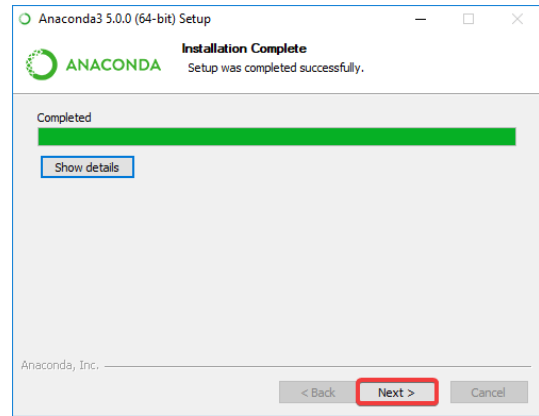 Anaconda3 5.0.0 (64-bit) Setup
ANACONDA
Installation Complete
Setup was completed successfully.
Completed
Show details
Anaconda, Inc.
< Back
Next >
Cancel